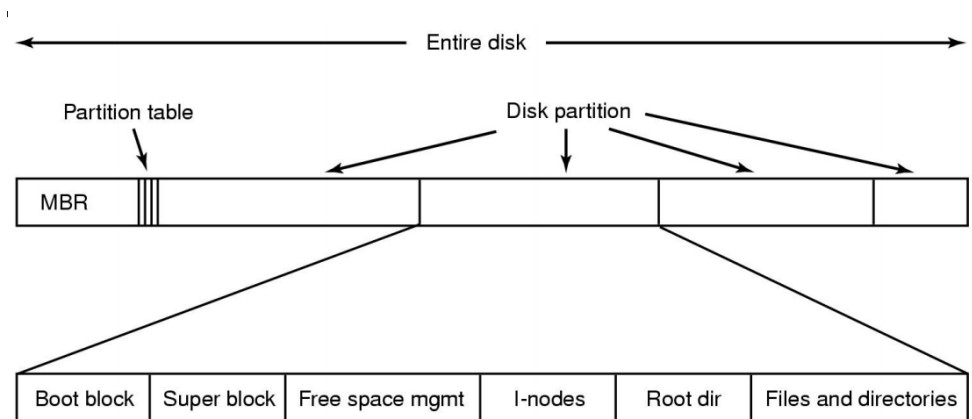 Entire disk
Partition table
Disk partition
MBR
Boot block
Super block
Free space mgmt
I-nodes
Root dir
Files and directories